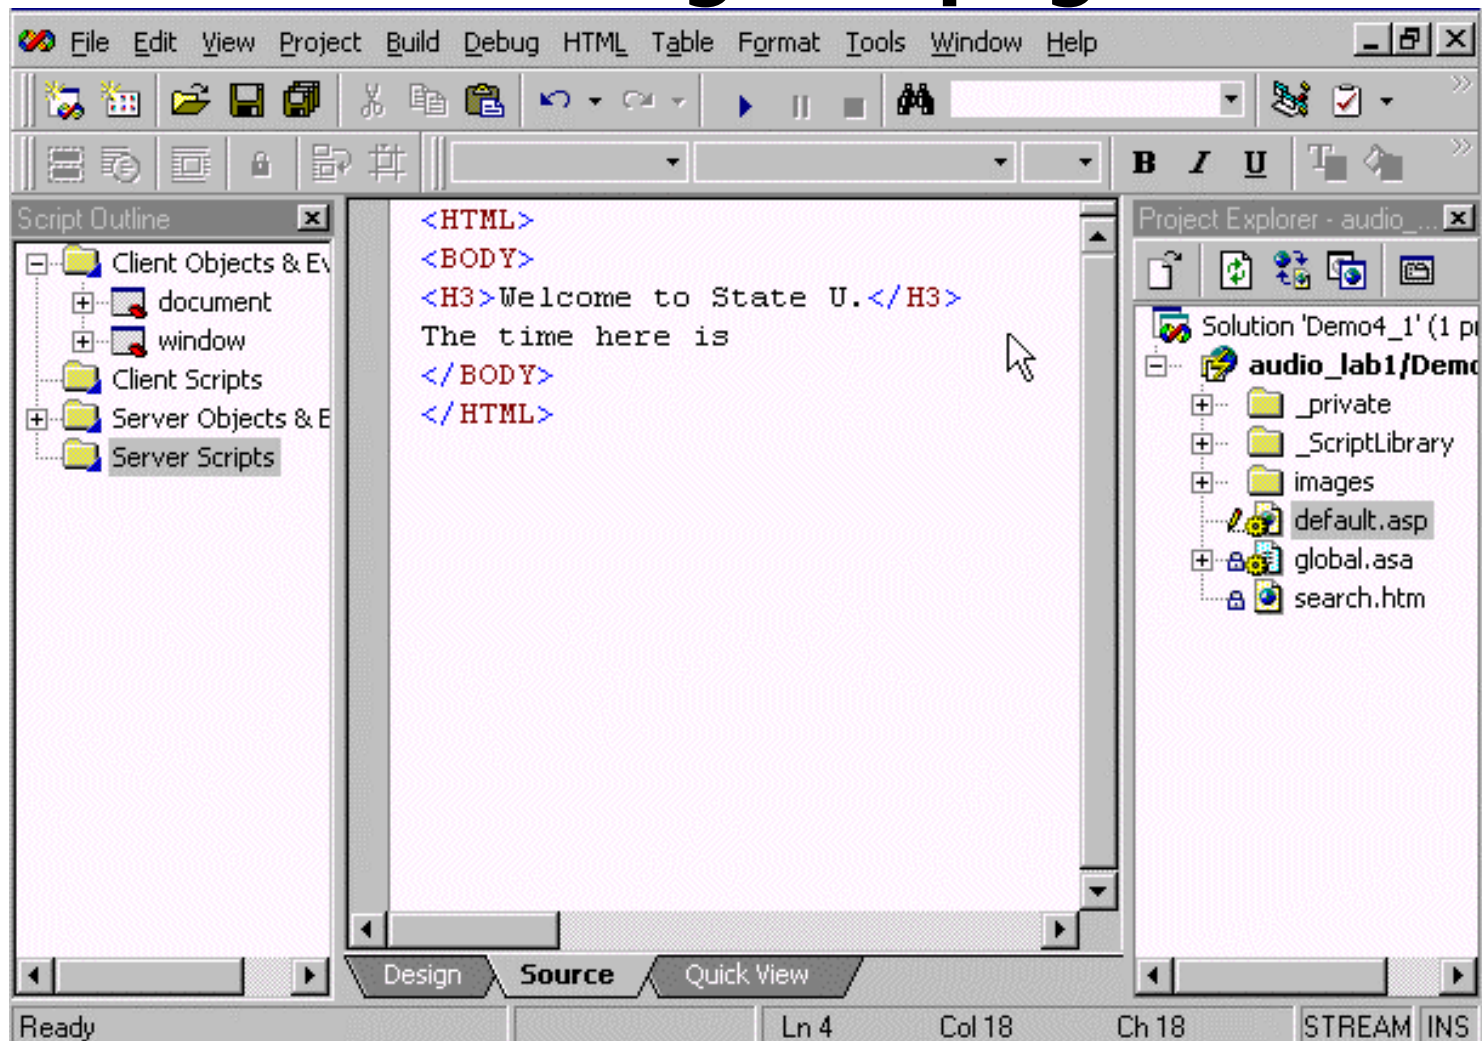 File Edit View Project Build Debug HTML Table Format Tools Window Help
B I U
Script Outline
Client Objects & Ev
document
window
Client Scripts
Server Objects & E
Server Scripts
<HTML>
<BODY>
<H3>Welcome to State U.</H3>
The time here is
</BODY>
</HTML>
Design Source Quick View
Project Explorer - audio_...
Solution 'Demo4_1' (1 pr
audio_lab1/Demo
_private
_ScriptLibrary
images
default.asp
global.asa
search.htm
Ready Ln 4 Col 18 Ch 18 STREAM INS